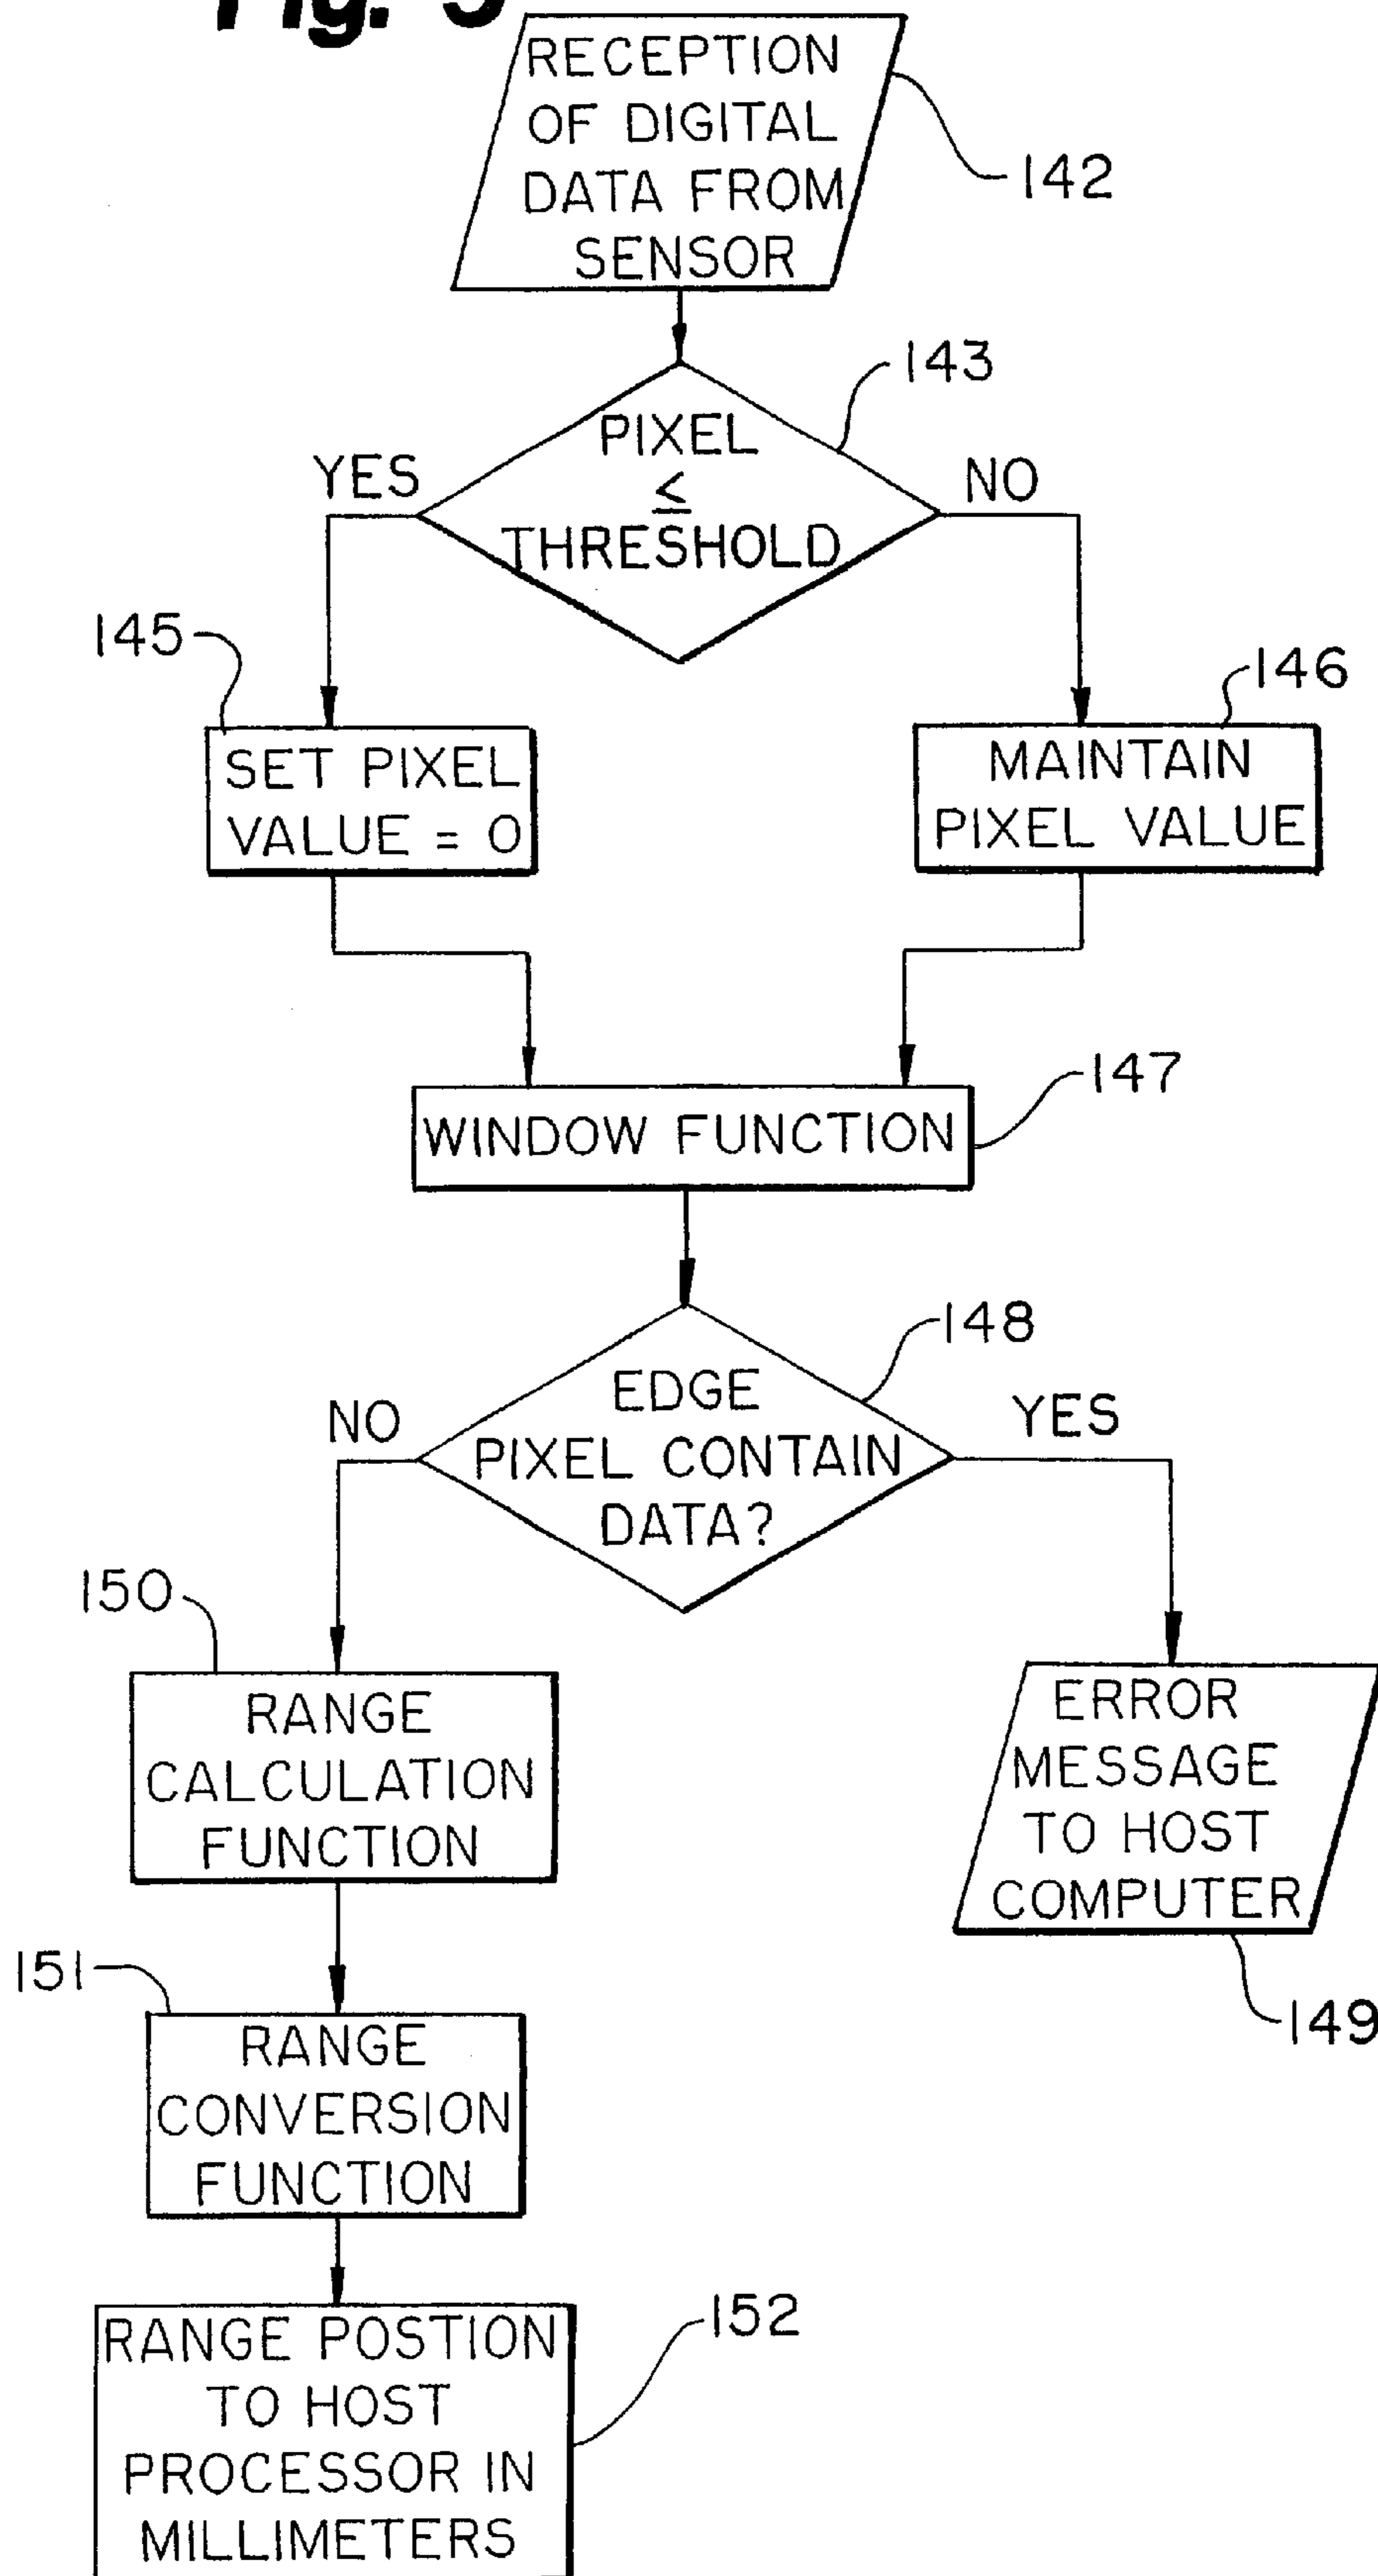 Fig.
RECEPTION
OF DIGITAL
DATA FROM
SENSOR
142
143
PIXEL
≤
THRESHOLD
YES
NO
145
146
SET PIXEL
VALUE = 0
MAINTAIN
PIXEL VALUE
147
WINDOW FUNCTION
148
EDGE
PIXEL CONTAIN
DATA?
NO
YES
150
RANGE
CALCULATION
FUNCTION
ERROR
MESSAGE
TO HOST
COMPUTER
149
151
RANGE
CONVERSION
FUNCTION
152
RANGE POSTION
TO HOST
PROCESSOR IN
MILLIMETERS